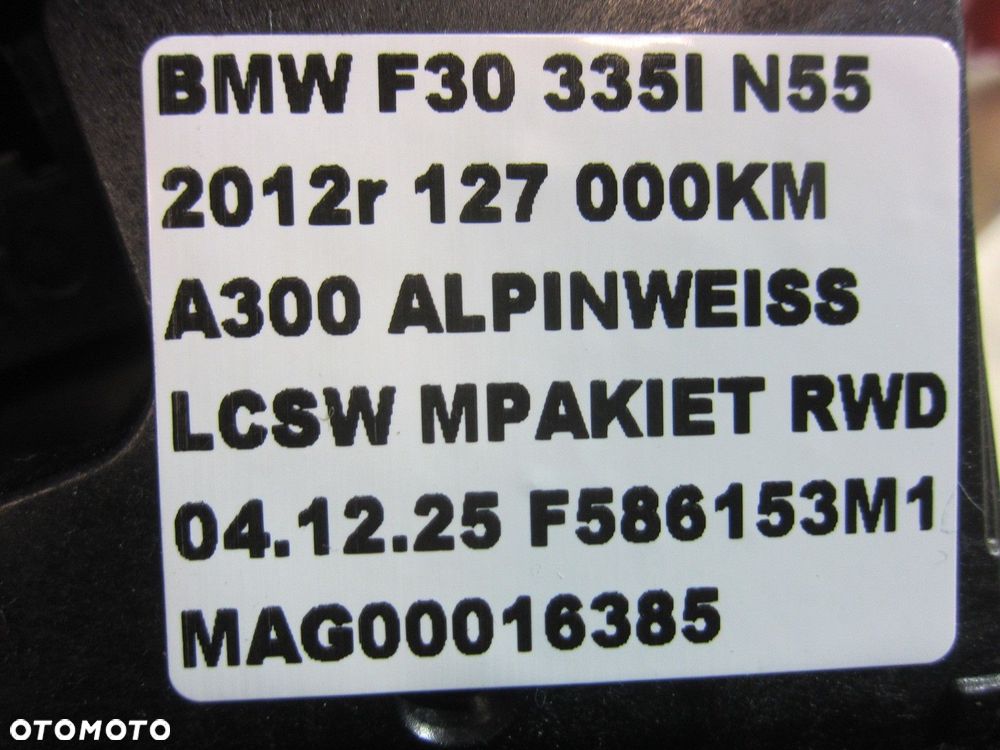 BMW F30 335I N55
2012r 127 000KM
A300 ALPINWEISS
LCSW MPAKIET RWD
04.12.25 F586153M1
MAG00016385
OTOMOTO